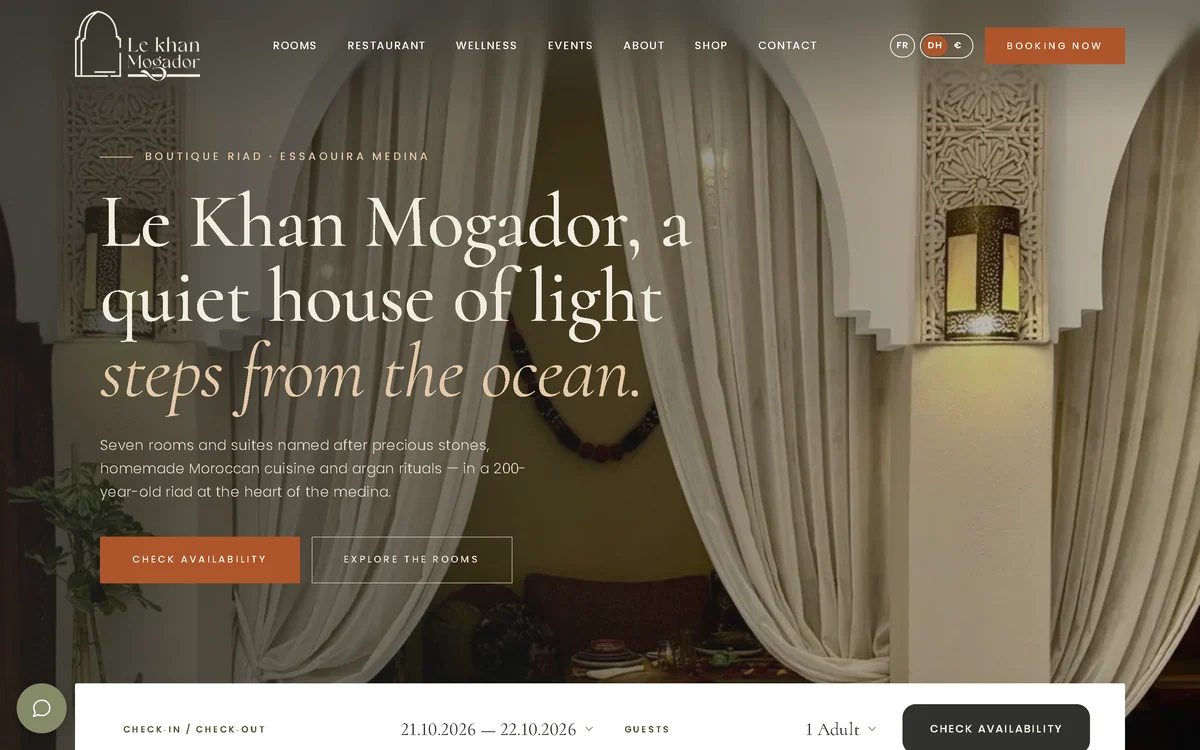 Le khan
Mogador
ROOMS RESTAURANT WELLNESS EVENTS ABOUT SHOP CONTACT
FR DH € BOOKING NOW
BOUTIQUE RIAD · ESSAOUIRA MEDINA
Le Khan Mogador, a
quiet house of light
steps from the ocean.
Seven rooms and suites named after precious stones,
homemade Moroccan cuisine and argan rituals — in a 200-
year-old riad at the heart of the medina.
CHECK AVAILABILITY EXPLORE THE ROOMS
CHECK-IN / CHECK-OUT 21.10.2026 — 22.10.2026 GUESTS 1 Adult CHECK AVAILABILITY